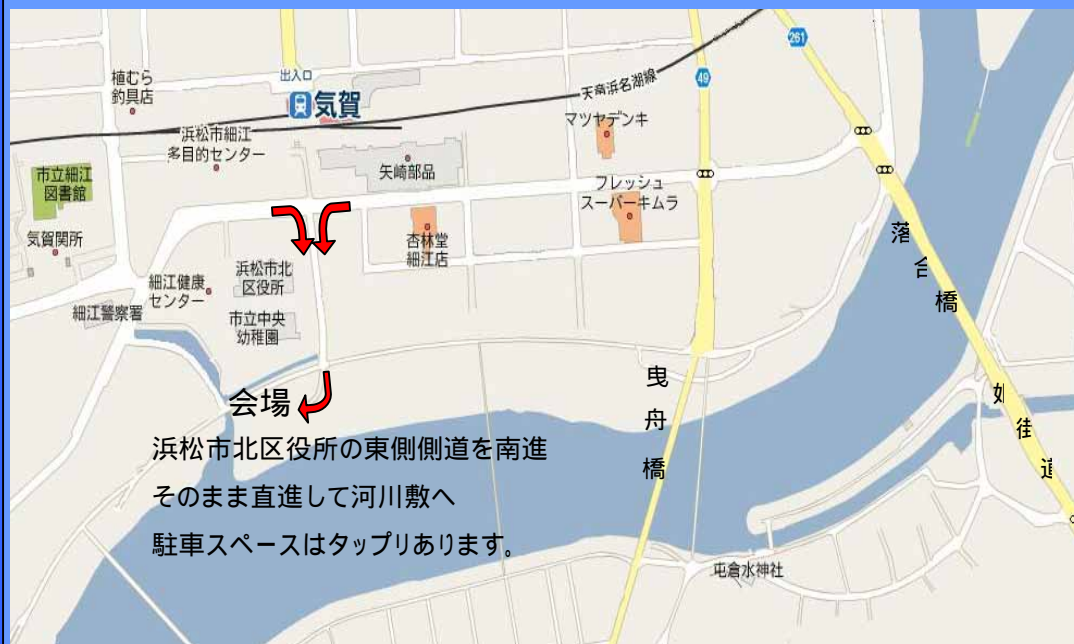 261
植むら
釣具店
出入口
気賀
49
天竜浜名湖線
マツヤデンキ
浜松市細江
多目的センター
矢崎部品
市立細江
図書館
フレッシュ
スーパーキムラ
気賀関所
杏林堂
細江店
落合橋
浜松市北
区役所
細江健康
センター
細江警察署
市立中央
幼稚園
曳舟橋
姫街道
会場
浜松市北区役所の東側側道を南進
そのまま直進して河川敷へ
駐車スペースはタップリあります。
屯倉水神社